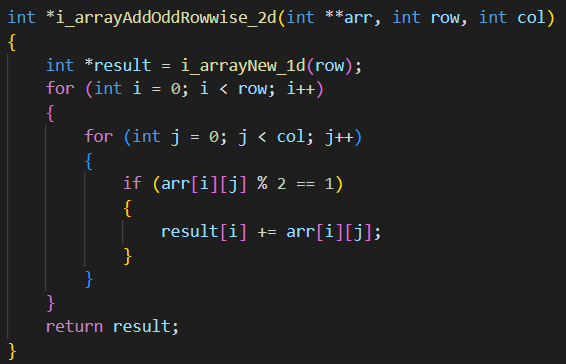 int *i_arrayAddOddRowwise_2d(int **arr, int row, int col)
{
    int *result = i_arrayNew_1d(row);
    for (int i = 0; i < row; i++)
    {
        for (int j = 0; j < col; j++)
        {
            if (arr[i][j] % 2 == 1)
            {
                result[i] += arr[i][j];
            }
        }
    }
    return result;
}